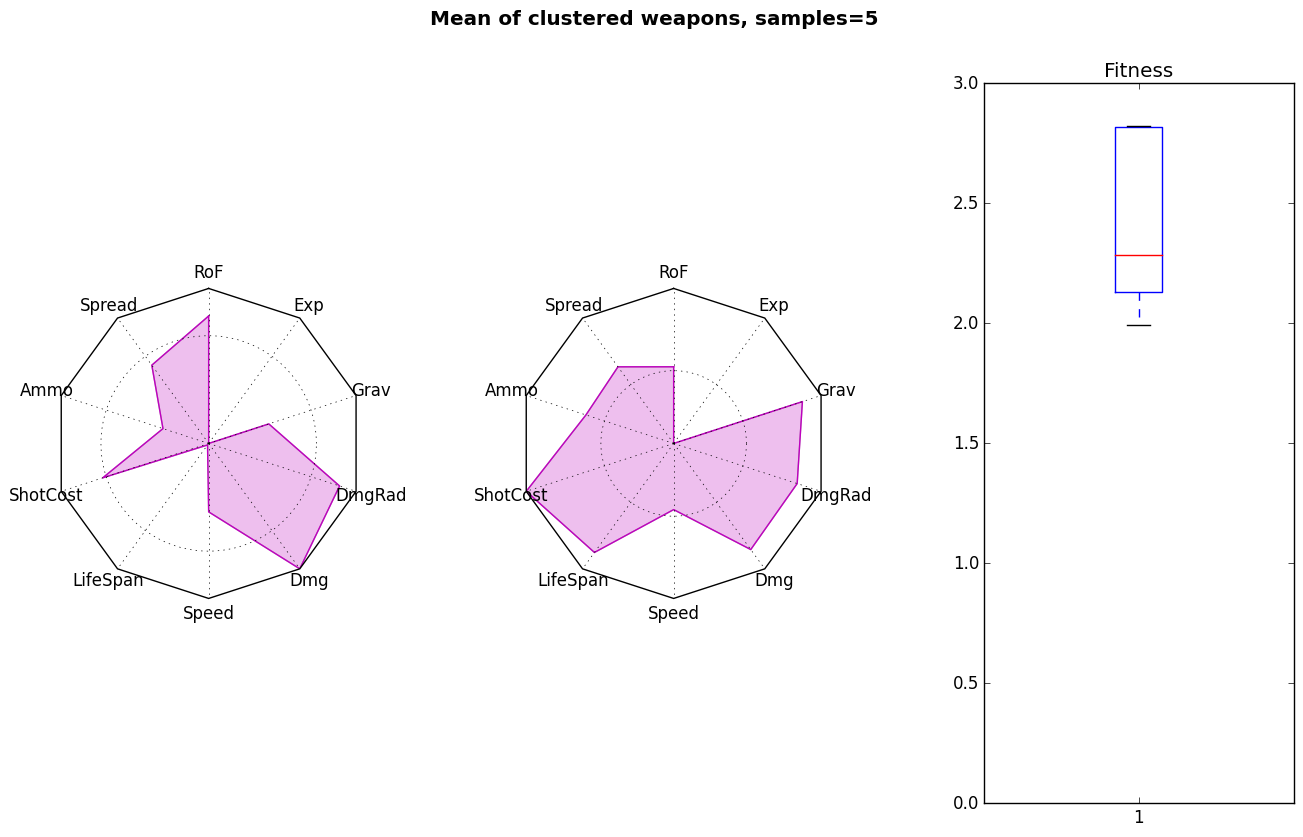 Mean of clustered weapons, samples=5
RoF
Spread
Exp
Ammo
Grav
ShotCost
DmgRad
LifeSpan
Dmg
Speed
RoF
Spread
Exp
Ammo
Grav
ShotCost
DmgRad
LifeSpan
Dmg
Speed
Fitness
3.0
2.5
2.0
1.5
1.0
0.5
0.0
1